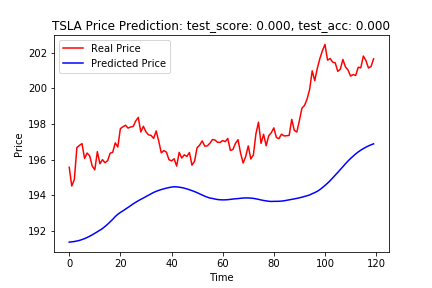 TSLA Price Prediction: test_score: 0.000, test_acc: 0.000
Real Price
Predicted Price
Price
202
200
198
196
194
192
0 20 40 60 80 100 120
Time